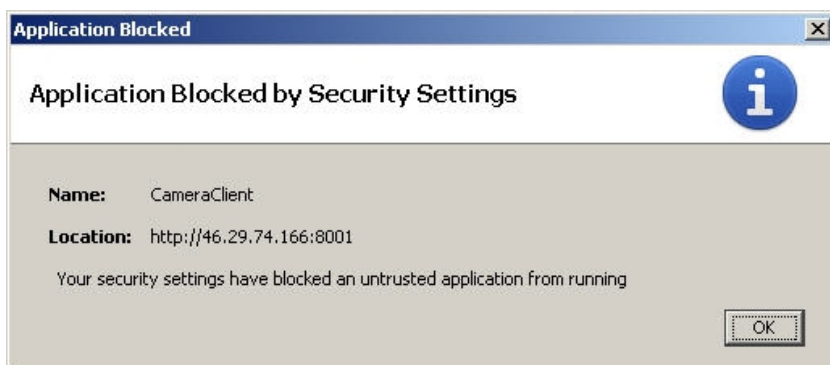 Application Blocked
Application Blocked by Security Settings
Name: CameraClient
Location: http://46.29.74.166:8001
Your security settings have blocked an untrusted application from running
OK